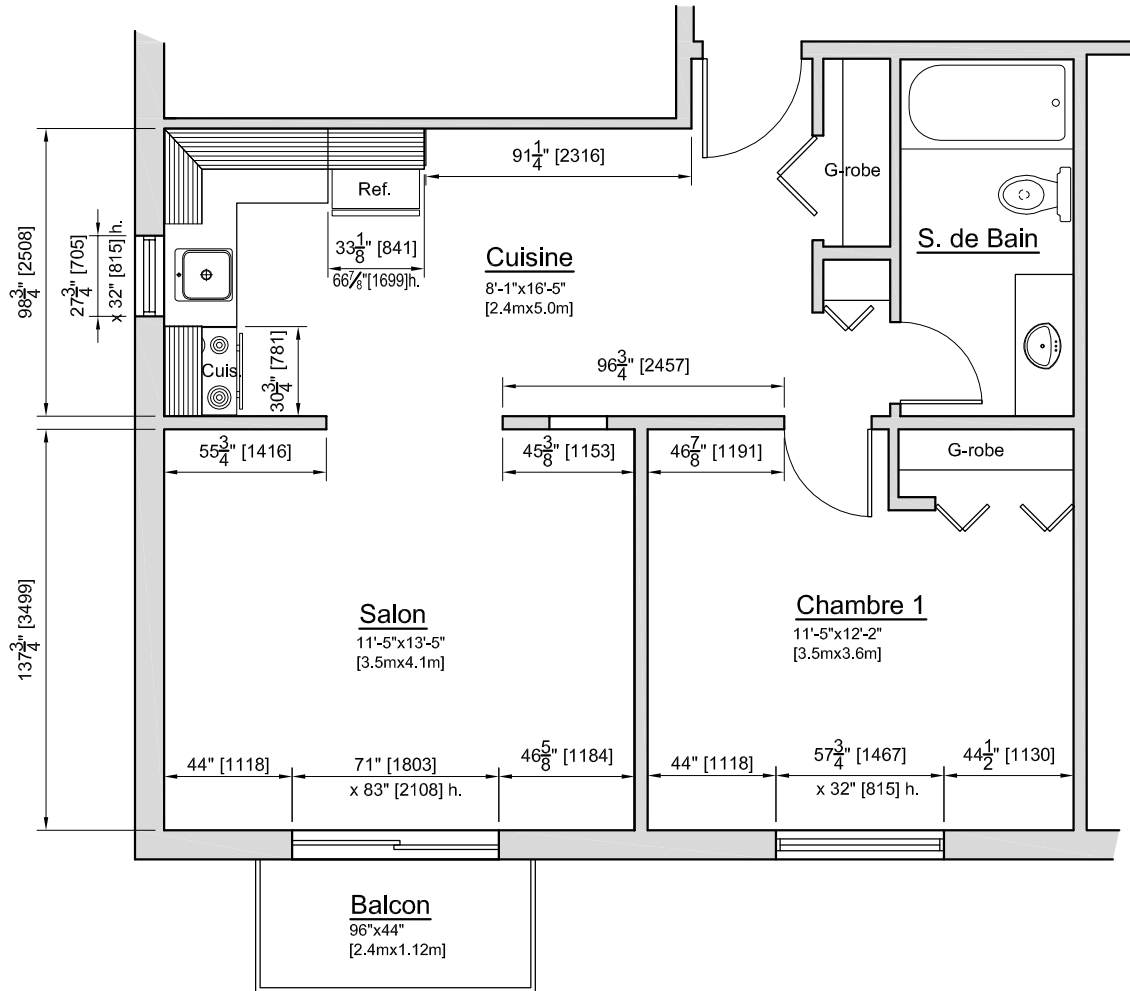 91 1/4" [2316]
G-robe
Ref.
S. de Bain
33 1/8" [841]
66 7/8" [1699]h.
Cuisine
8'-1"x16'-5"
[2.4mx5.0m]
98 3/4" [2508]
27 3/4" [705]
x 32" [815] h.
Cuis.
30 3/4" [781]
96 3/4" [2457]
55 3/4" [1416]
45 3/8" [1153]
46 7/8" [1191]
G-robe
137 3/4" [3499]
Salon
11'-5"x13'-5"
[3.5mx4.1m]
Chambre 1
11'-5"x12'-2"
[3.5mx3.6m]
44" [1118]
71" [1803]
x 83" [2108] h.
46 5/8" [1184]
44" [1118]
57 3/4" [1467]
x 32" [815] h.
44 1/2" [1130]
Balcon
96"x44"
[2.4mx1.12m]